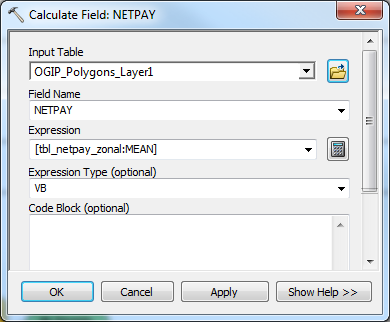 Calculate Field: NETPAY
Input Table
OGIP_Polygons_Layer1
Field Name
NETPAY
Expression
[tbl_netpay_zonal:MEAN]
Expression Type (optional)
VB
Code Block (optional)
OK
Cancel
Apply
Show Help >>